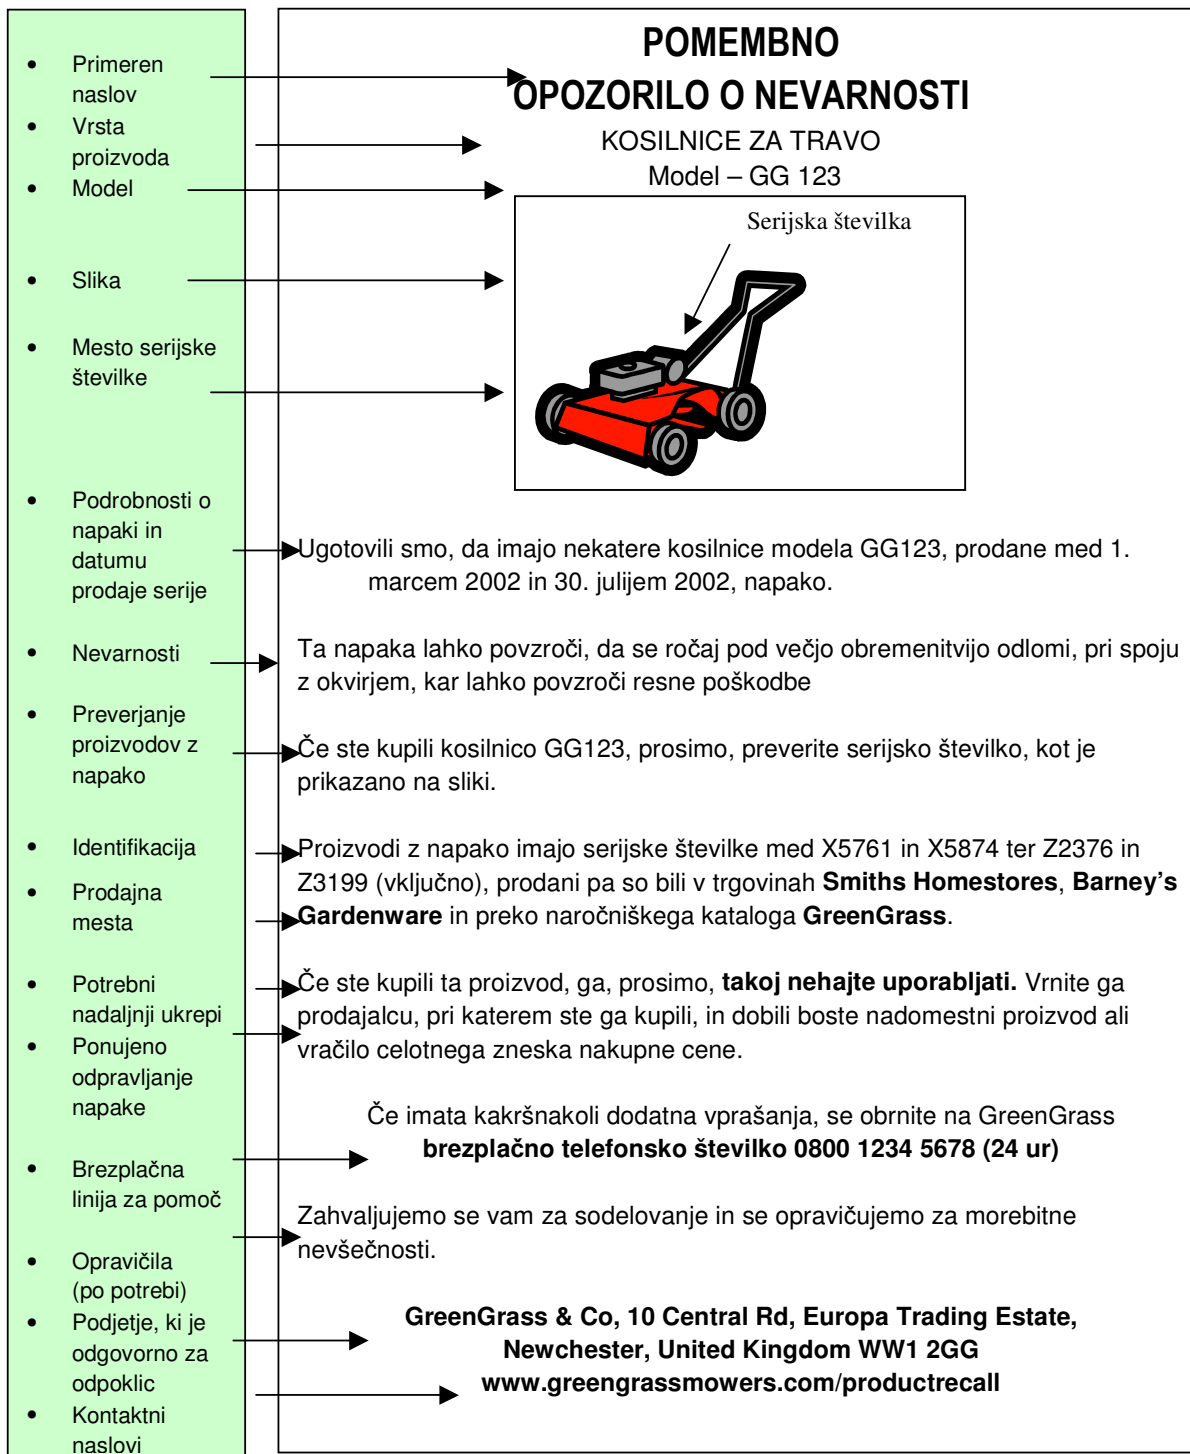 • Primeren
naslov
• Vrsta
proizvoda
• Model
• Slika
• Mesto serijske
številke
• Podrobnosti o
napaki in
datumu
prodaje serije
• Nevarnosti
• Preverjanje
proizvodov z
napako
• Identifikacija
• Prodajna
mesta
• Potrebni
nadaljnji ukrepi
• Ponujeno
odpravljanje
napake
• Brezplačna
linija za pomoč
• Opravičila
(po potrebi)
• Podjetje, ki je
odgovorno za
odpoklic
• Kontaktni
naslovi
POMEMBNO
OPOZORILO O NEVARNOSTI
KOSILNICE ZA TRAVO
Model – GG 123
Serijska številka
Ugotovili smo, da imajo nekatere kosilnice modela GG123, prodane med 1.
marcem 2002 in 30. julijem 2002, napako.
Ta napaka lahko povzroči, da se ročaj pod večjo obremenitvijo odlomi, pri spoju
z okvirjem, kar lahko povzroči resne poškodbe
Če ste kupili kosilnico GG123, prosimo, preverite serijsko številko, kot je
prikazano na sliki.
Proizvodi z napako imajo serijske številke med X5761 in X5874 ter Z2376 in
Z3199 (vključno), prodani pa so bili v trgovinah Smiths Homestores, Barney’s
Gardenware in preko naročniškega kataloga GreenGrass.
Če ste kupili ta proizvod, ga, prosimo, takoj nehajte uporabljati. Vrnite ga
prodajalcu, pri katerem ste ga kupili, in dobili boste nadomestni proizvod ali
vračilo celotnega zneska nakupne cene.
Če imata kakršnakoli dodatna vprašanja, se obrnite na GreenGrass
brezplačno telefonsko številko 0800 1234 5678 (24 ur)
Zahvaljujemo se vam za sodelovanje in se opravičujemo za morebitne
nevšečnosti.
GreenGrass & Co, 10 Central Rd, Europa Trading Estate,
Newchester, United Kingdom WW1 2GG
www.greengrassmowers.com/productrecall